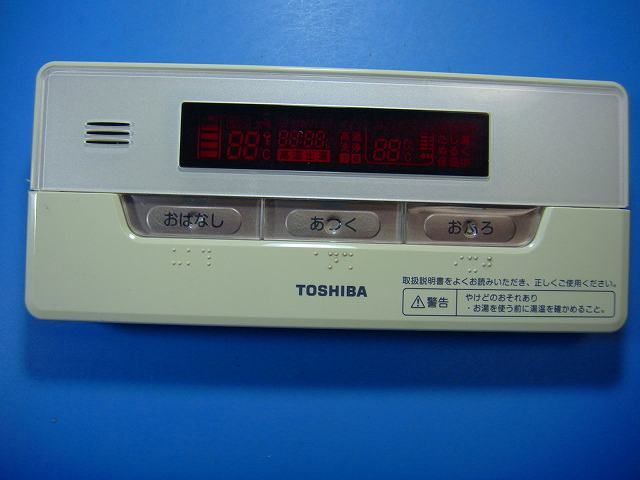 おはなし
あつく
おふろ
TOSHIBA
取扱説明書をよくお読みいただき、正しくご使用ください。
警告
やけどのおそれあり
・お湯を使う前に湯温を確かめること。